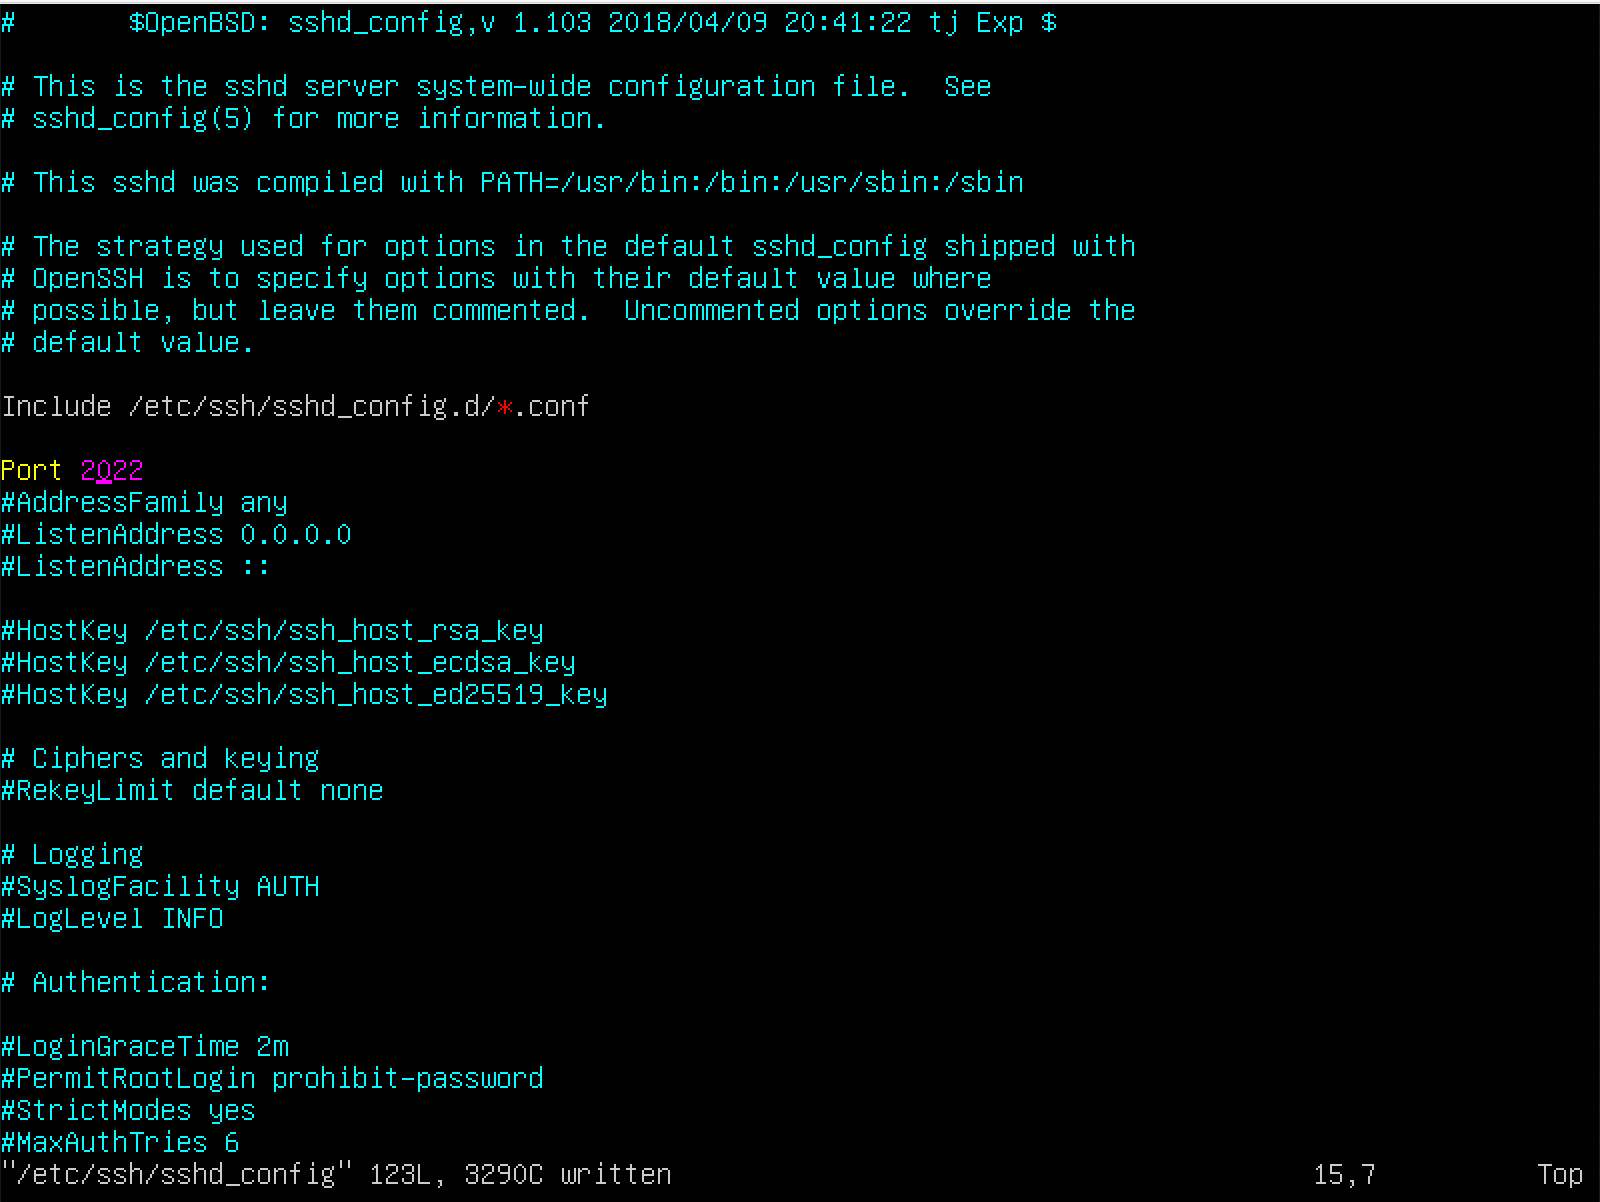 #       $OpenBSD: sshd_config,v 1.103 2018/04/09 20:41:22 tj Exp $
# This is the sshd server system-wide configuration file.  See
# sshd_config(5) for more information.
# This sshd was compiled with PATH=/usr/bin:/bin:/usr/sbin:/sbin
# The strategy used for options in the default sshd_config shipped with
# OpenSSH is to specify options with their default value where
# possible, but leave them commented.  Uncommented options override the
# default value.
Include /etc/ssh/sshd_config.d/*.conf
Port 2022
#AddressFamily any
#ListenAddress 0.0.0.0
#ListenAddress ::
#HostKey /etc/ssh/ssh_host_rsa_key
#HostKey /etc/ssh/ssh_host_ecdsa_key
#HostKey /etc/ssh/ssh_host_ed25519_key
# Ciphers and keying
#RekeyLimit default none
# Logging
#SyslogFacility AUTH
#LogLevel INFO
# Authentication:
#LoginGraceTime 2m
#PermitRootLogin prohibit-password
#StrictModes yes
#MaxAuthTries 6
"/etc/ssh/sshd_config" 123L, 3290C written 15,7 Top